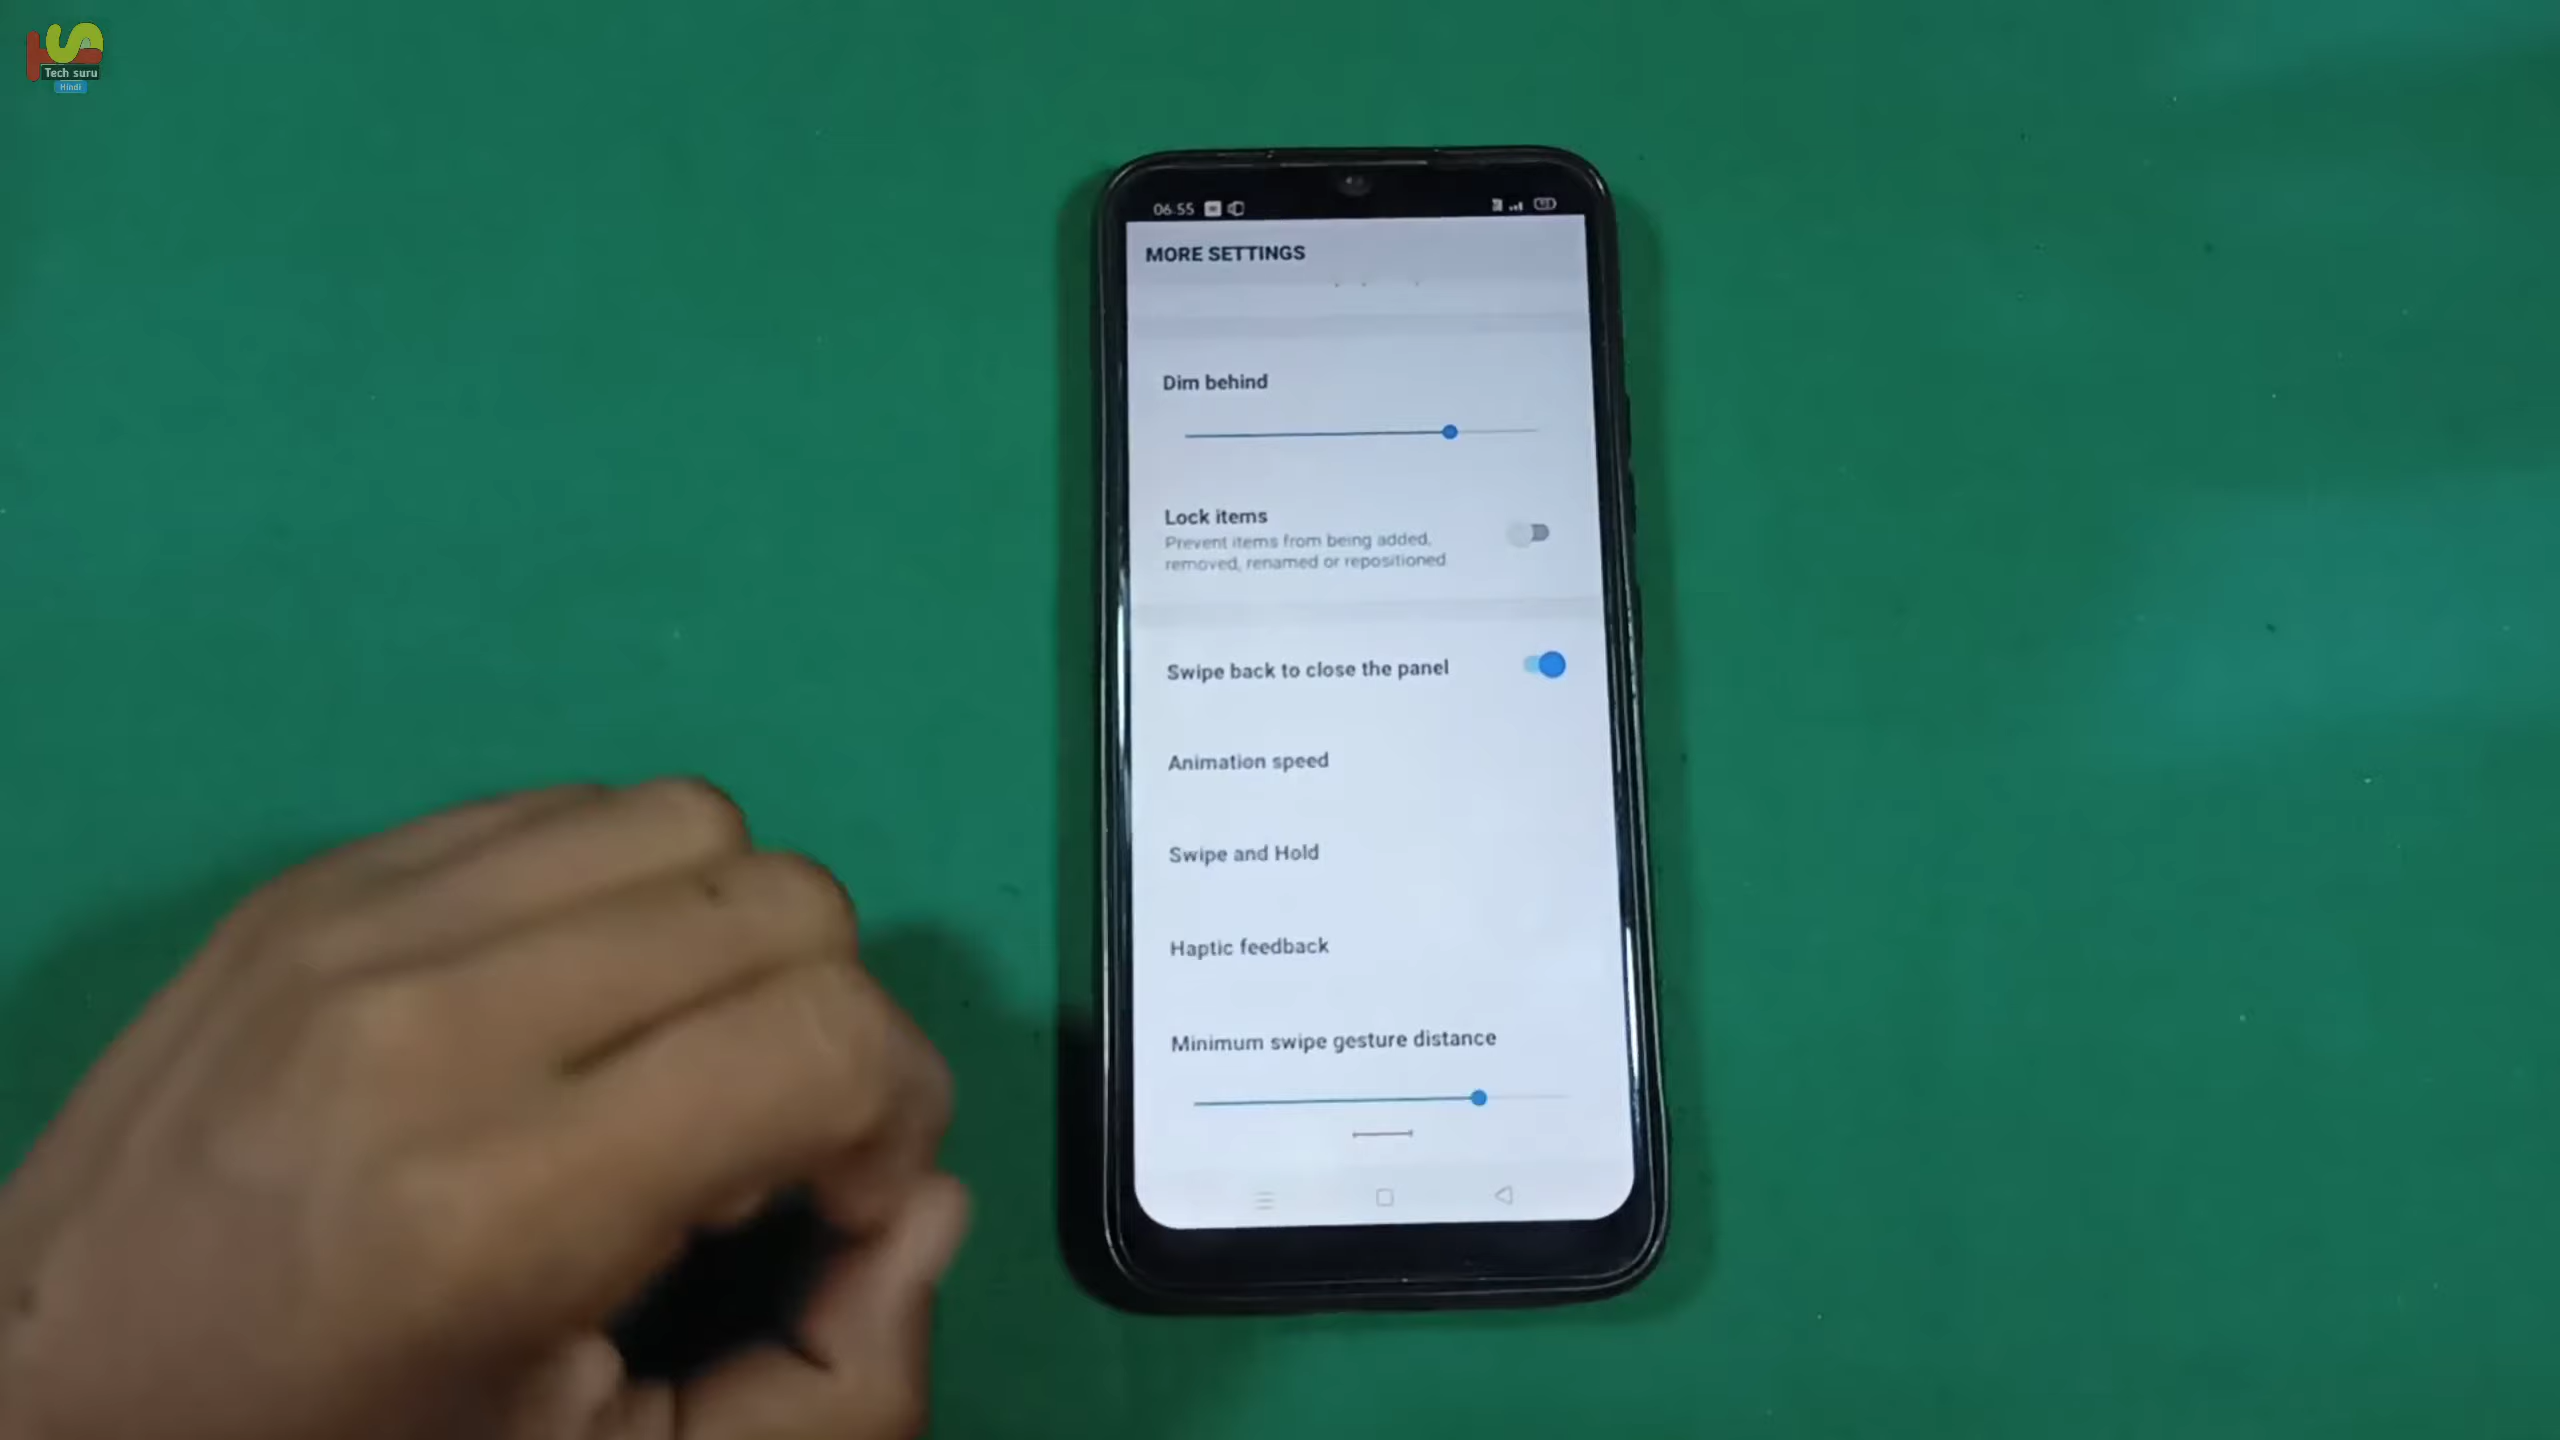 Tech suru
Hindi
06.55
MORE SETTINGS
Dim behind
Lock items
Prevent items from being added,
removed, renamed or repositioned
Swipe back to close the panel
Animation speed
Swipe and Hold
Haptic feedback
Minimum swipe gesture distance